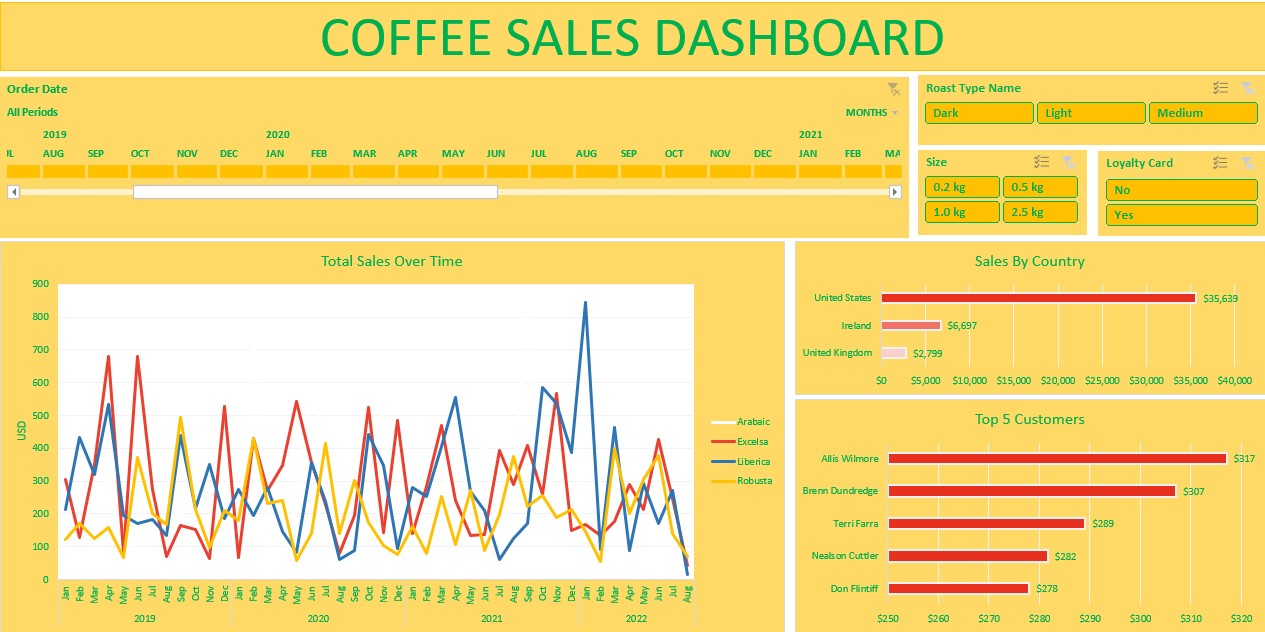 COFFEE SALES DASHBOARD
Order Date
All Periods
MONTHS
2019 2020 2021
IL AUG SEP OCT NOV DEC JAN FEB MAR APR MAY JUN JUL AUG SEP OCT NOV DEC JAN FEB MA
Roast Type Name
Dark Light Medium
Size
0.2 kg 0.5 kg
1.0 kg 2.5 kg
Loyalty Card
No
Yes
Total Sales Over Time
900
800
700
600
500
400
300
200
100
0
USD
Jan Feb Mar Apr May Jun Jul Aug Sep Oct Nov Dec Jan Feb Mar Apr May Jun Jul Aug Sep Oct Nov Dec Jan Feb Mar Apr May Jun Jul Aug Sep Oct Nov Dec Jan Feb Mar Apr May Jun Jul Aug
2019 2020 2021 2022
Arabaic
Excelsa
Liberica
Robusta
Sales By Country
United States $35,639
Ireland $6,697
United Kingdom $2,799
$0 $5,000 $10,000 $15,000 $20,000 $25,000 $30,000 $35,000 $40,000
Top 5 Customers
Allis Wilmore $317
Brenn Dundredge $307
Terri Farra $289
Nealson Cuttler $282
Don Flintiff $278
$250 $260 $270 $280 $290 $300 $310 $320